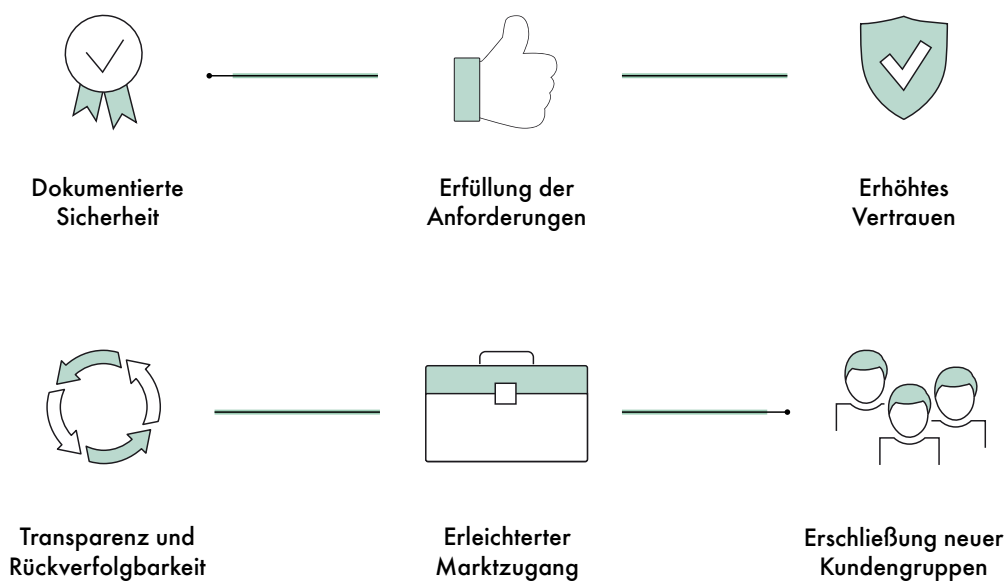 Dokumentierte
Sicherheit
Erfüllung der
Anforderungen
Erhöhtes
Vertrauen
Transparenz und
Rückverfolgbarkeit
Erleichterter
Marktzugang
Erschließung neuer
Kundengruppen